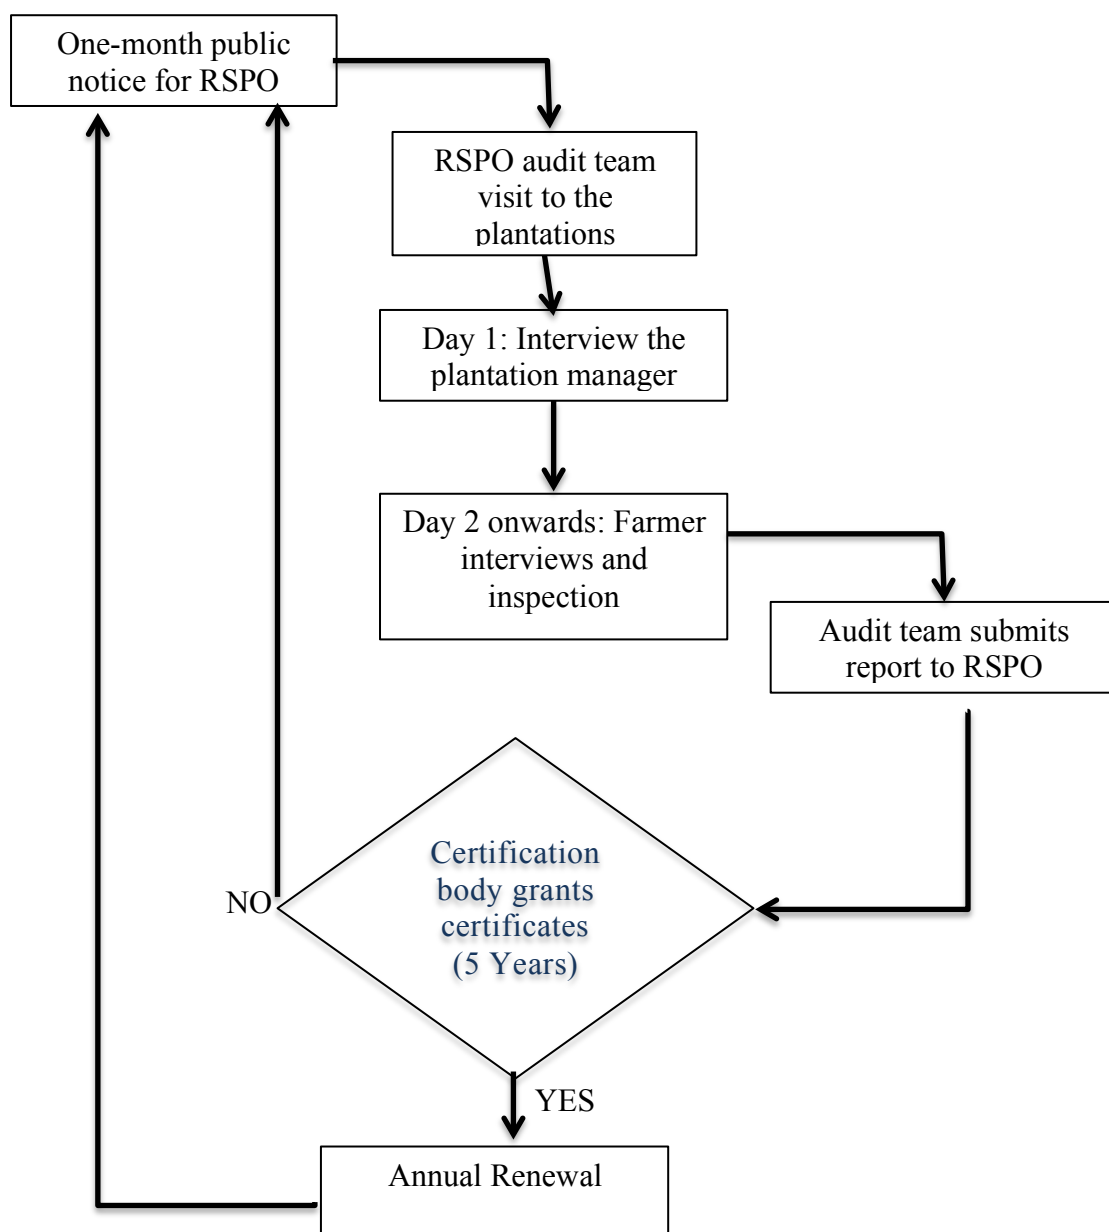 One-month public
notice for RSPO
RSPO audit team
visit to the
plantations
Day 1: Interview the
plantation manager
Day 2 onwards: Farmer
interviews and
inspection
Audit team submits
report to RSPO
Certification
body grants
certificates
(5 Years)
NO
YES
Annual Renewal